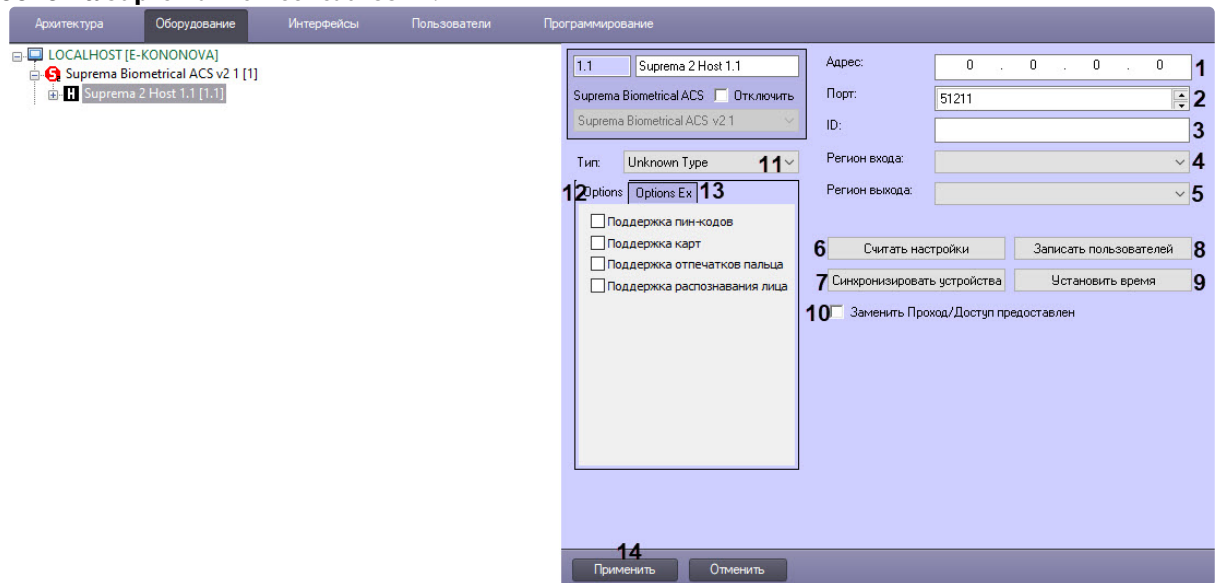 Архитектура Оборудование Интерфейсы Пользователи Программирование
LOCALHOST [E-KONONOVA]
Suprema Biometrical ACS v2 1 [1]
Suprema 2 Host 1.1 [1.1]
1.1 Suprema 2 Host 1.1
Suprema Biometrical ACS Отключить
Suprema Biometrical ACS v2 1
Тип: Unknown Type 11
12 Options Options Ex 13
Поддержка пин-кодов
Поддержка карт
Поддержка отпечатков пальца
Поддержка распознавания лица
Адрес: 0 . 0 . 0 . 0 1
Порт: 51211 2
ID: 3
Регион входа: 4
Регион выхода: 5
6 Считать настройки Записать пользователей 8
7 Синхронизировать устройства Установить время 9
10 Заменить Проход/Доступ предоставлен
14
Применить Отменить